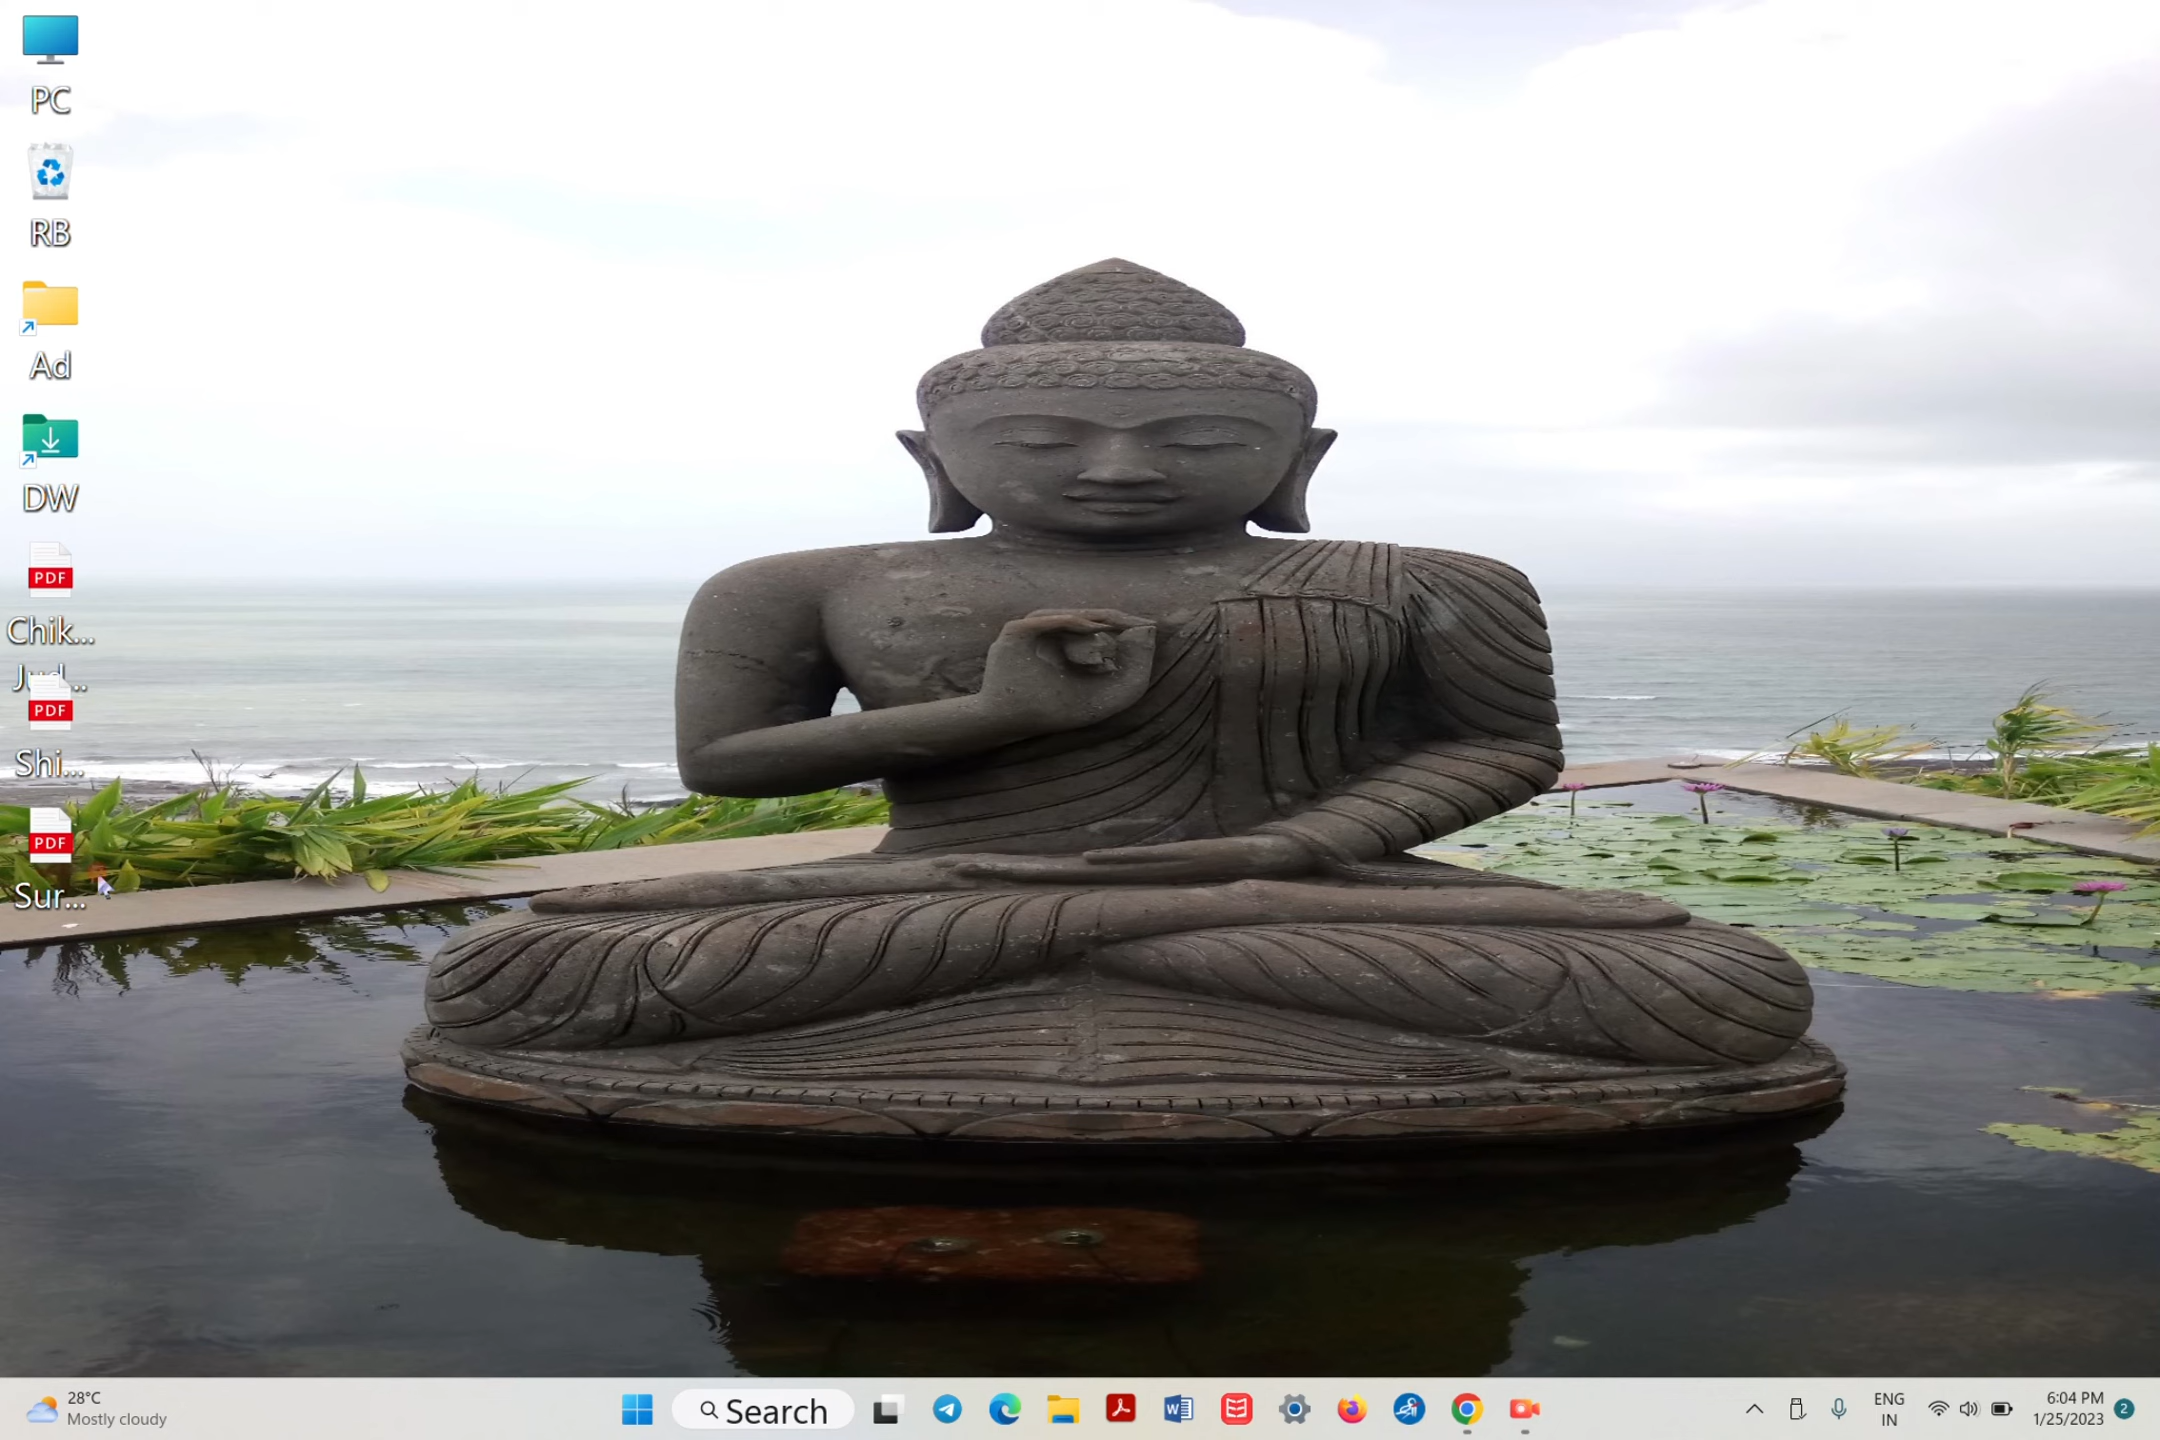 PC
RB
Ad
DW
PDF
Chik...
Jud...
PDF
Shi...
PDF
Sur...
28°C
Mostly cloudy
Search
ENG
IN
6:04 PM
1/25/2023
2